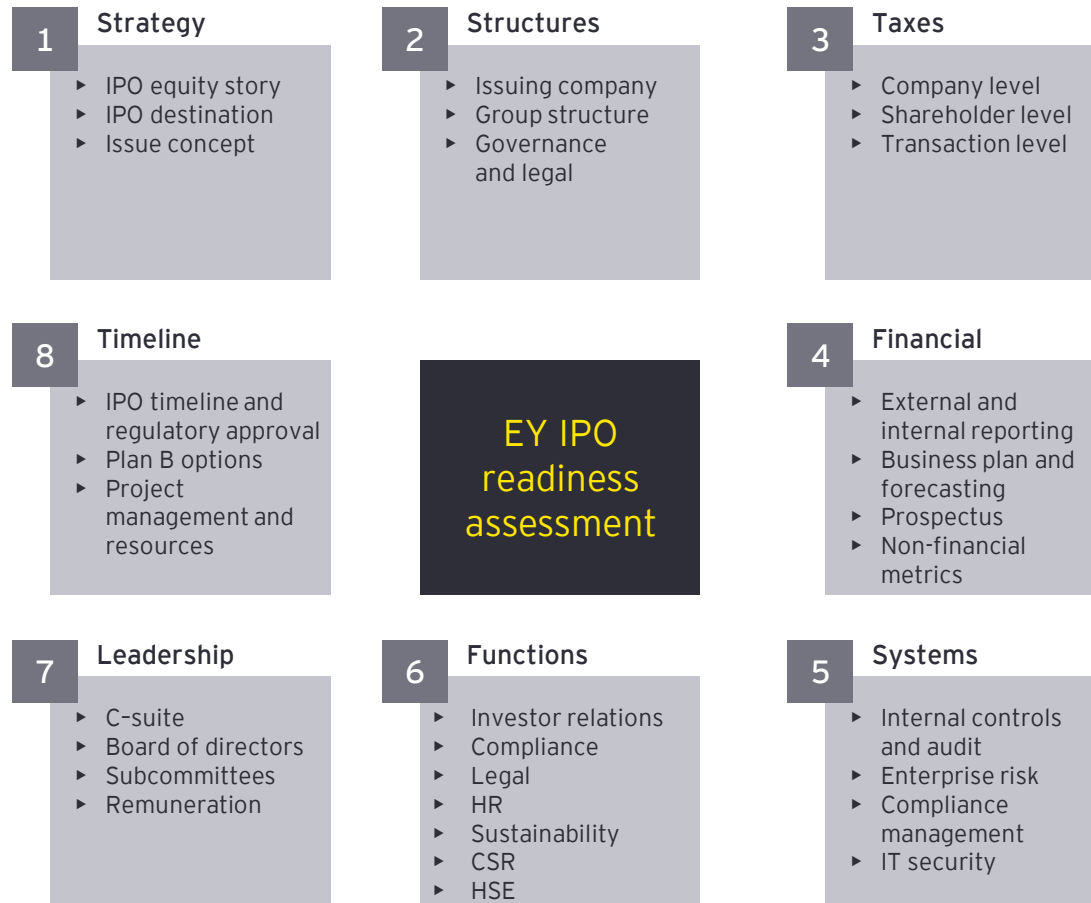 1
Strategy
▸ IPO equity story
▸ IPO destination
▸ Issue concept
2
Structures
▸ Issuing company
▸ Group structure
▸ Governance
and legal
3
Taxes
▸ Company level
▸ Shareholder level
▸ Transaction level
8
Timeline
▸ IPO timeline and
regulatory approval
▸ Plan B options
▸ Project
management and
resources
EY IPO
readiness
assessment
4
Financial
▸ External and
internal reporting
▸ Business plan and
forecasting
▸ Prospectus
▸ Non-financial
metrics
7
Leadership
▸ C–suite
▸ Board of directors
▸ Subcommittees
▸ Remuneration
6
Functions
▸ Investor relations
▸ Compliance
▸ Legal
▸ HR
▸ Sustainability
▸ CSR
▸ HSE
5
Systems
▸ Internal controls
and audit
▸ Enterprise risk
▸ Compliance
management
▸ IT security